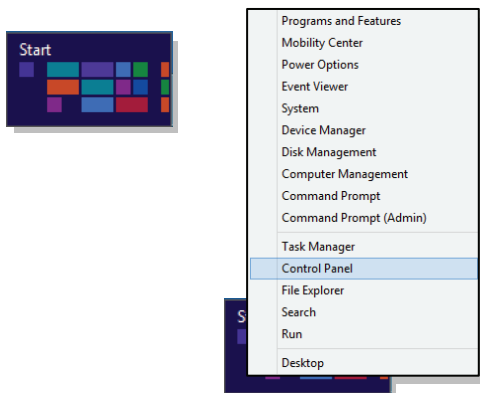 Start
Programs and Features
Mobility Center
Power Options
Event Viewer
System
Device Manager
Disk Management
Computer Management
Command Prompt
Command Prompt (Admin)
Task Manager
Control Panel
File Explorer
Search
Run
Desktop